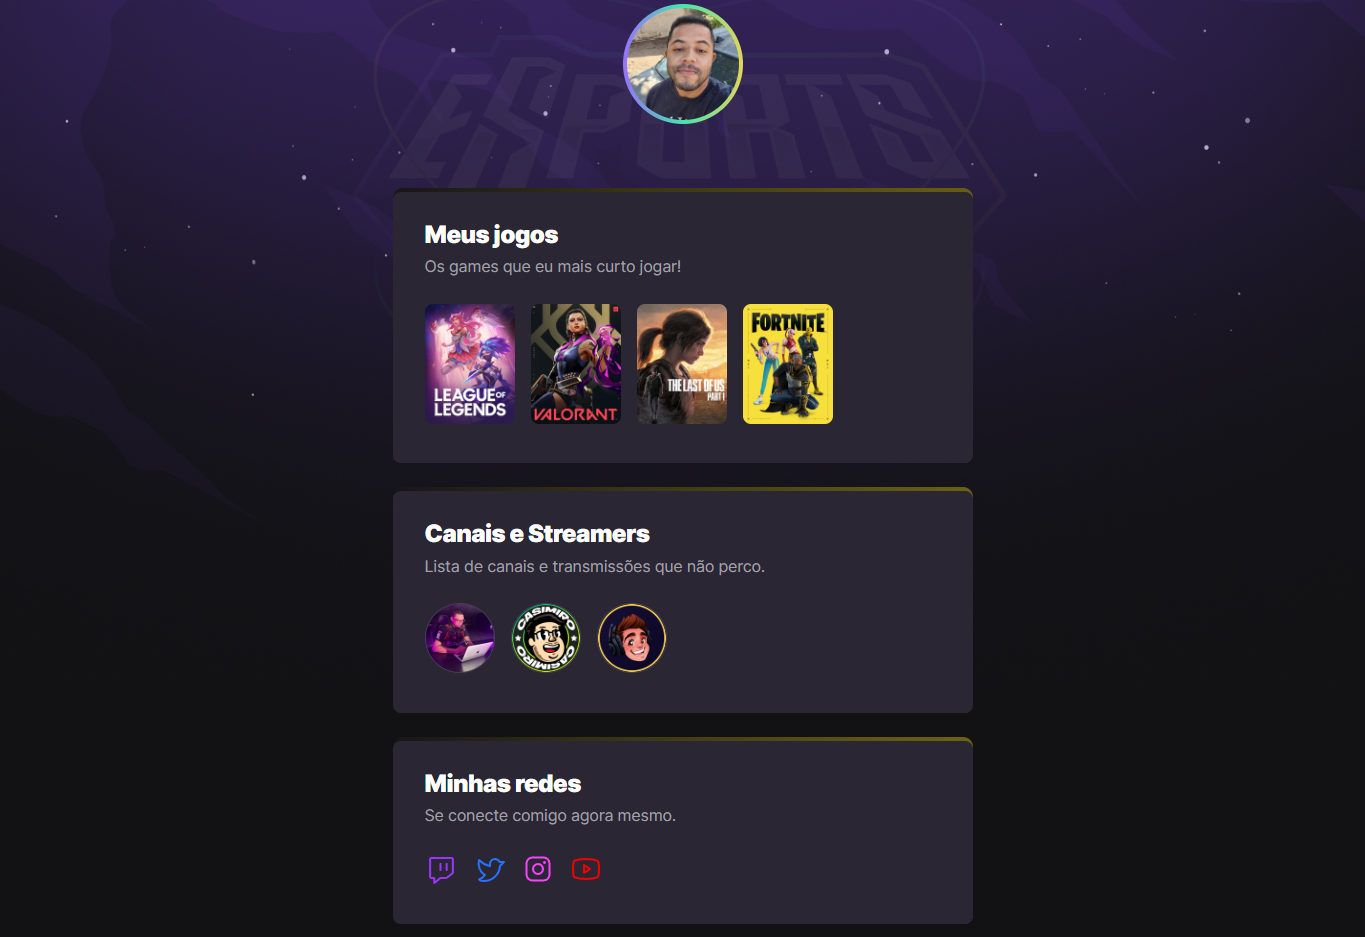 ESPORTS
Meus jogos
Os games que eu mais curto jogar!
LEAGUE OF
LEGENDS
VALORANT
THE LAST OF US
PART I
FORTNITE
Canais e Streamers
Lista de canais e transmissões que não perco.
CASIMIRO
CASIMIRO
Minhas redes
Se conecte comigo agora mesmo.